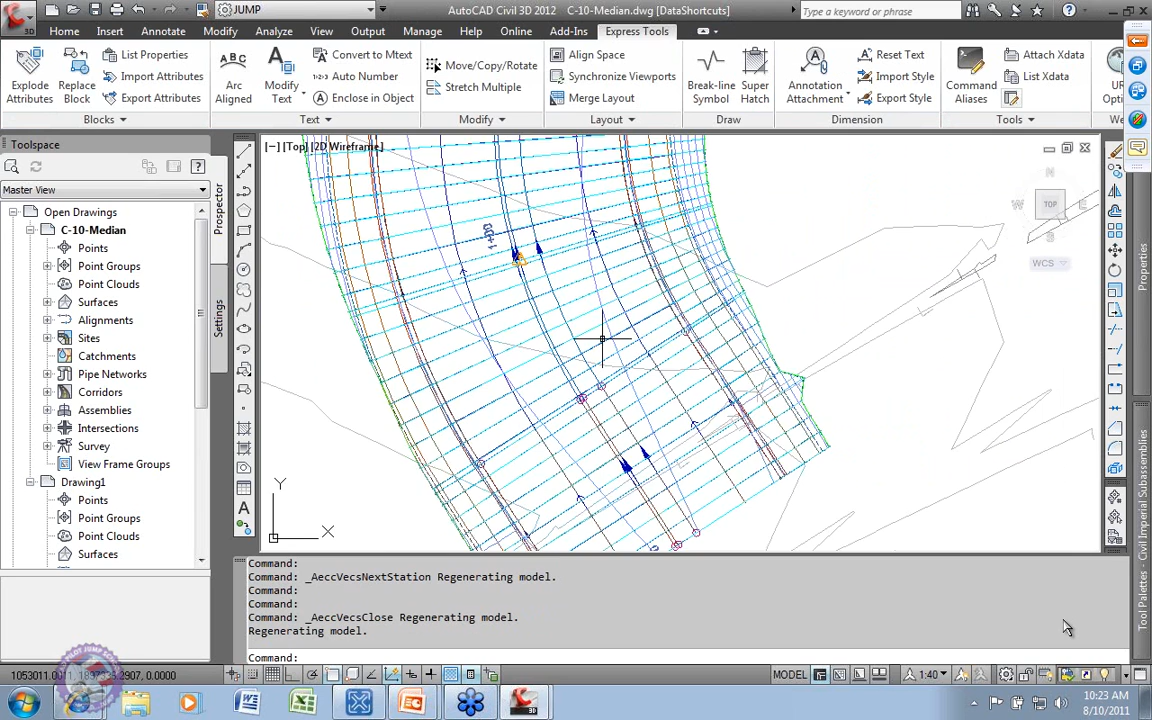 JUMP
AutoCAD Civil 3D 2012
C-10-Median.dwg [DataShortcuts]
Type a keyword or phrase
Home Insert Annotate Modify Analyze View Output Manage Help Online Add-Ins Express Tools
Explode Attributes
Replace Block
List Properties
Import Attributes
Export Attributes
Blocks
Arc Aligned
Modify Text
Convert to Mtext
Auto Number
Enclose in Object
Text
Move/Copy/Rotate
Stretch Multiple
Modify
Align Space
Synchronize Viewports
Merge Layout
Layout
Break-line Symbol
Super Hatch
Draw
Annotation Attachment
Reset Text
Import Style
Export Style
Dimension
Command Aliases
Attach Xdata
List Xdata
Tools
We
Toolspace
Master View
Open Drawings
C-10-Median
Points
Point Groups
Point Clouds
Surfaces
Alignments
Sites
Catchments
Pipe Networks
Corridors
Assemblies
Intersections
Survey
View Frame Groups
Drawing1
Points
Point Groups
Point Clouds
Surfaces
Prospector
Settings
[−] [Top] [2D Wireframe]
1+00
N
W TOP E
S
WCS
Y
X
Properties
Tool Palettes - Civil Imperial Subassemblies
Command:
Command: _AeccVecsNextStation Regenerating model.
Command:
Command:
Command: _AeccVecsClose Regenerating model.
Regenerating model.
Command:
MODEL
1:40
10:23 AM
8/10/2011